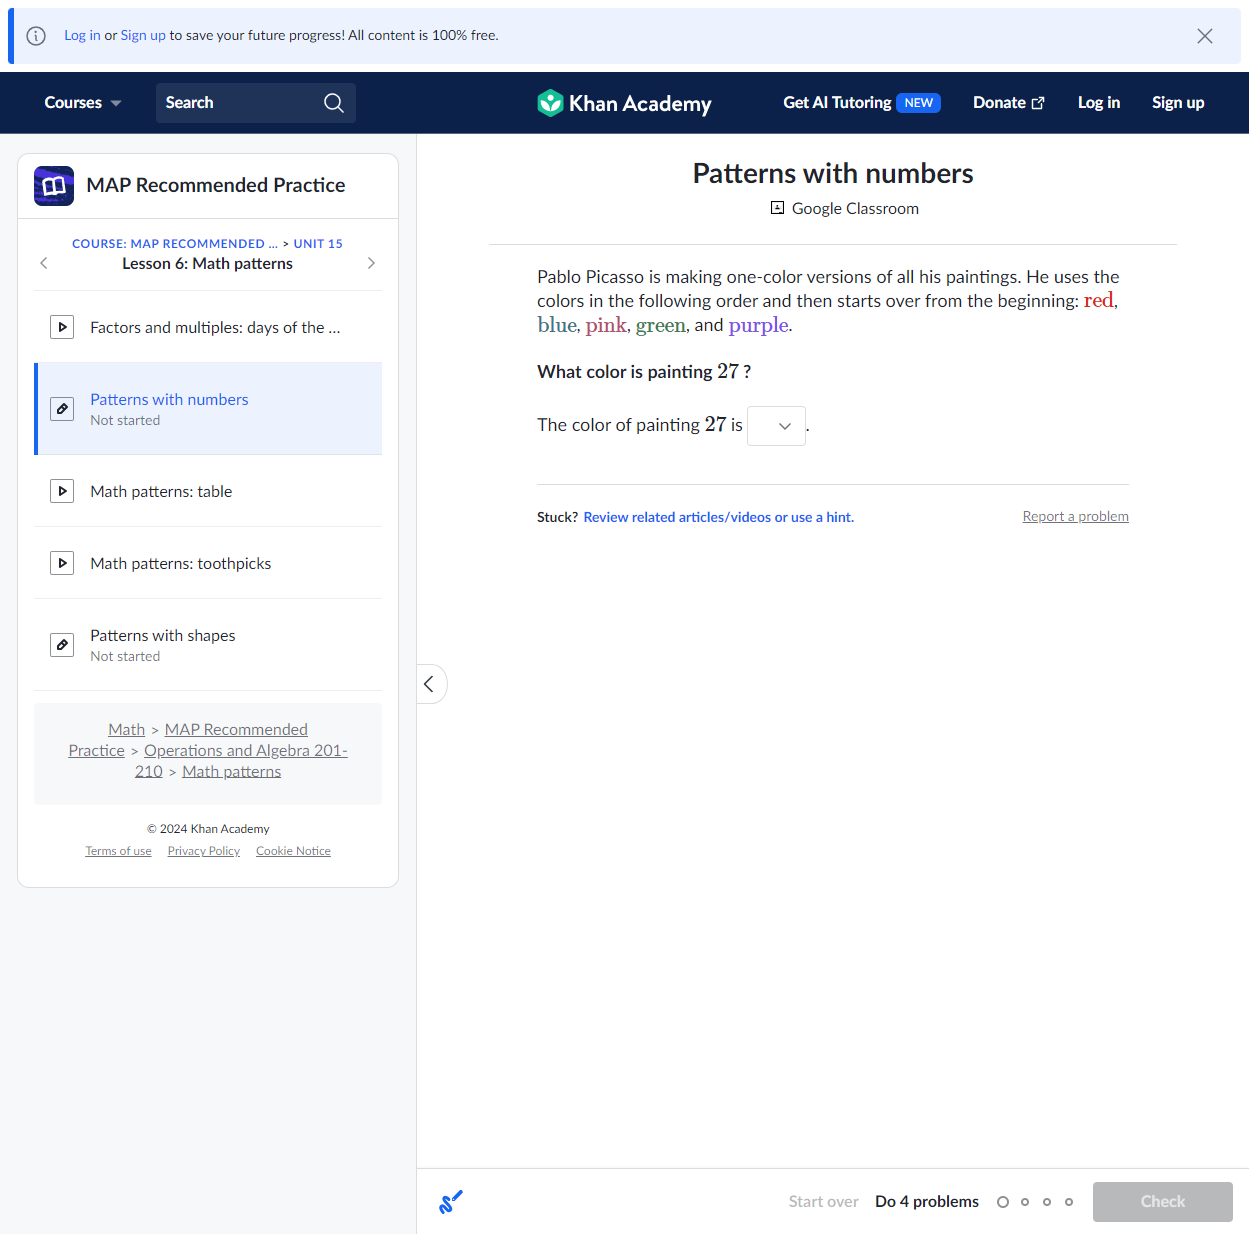 Log in or Sign up to save your future progress! All content is 100% free.
Courses
Search
Khan Academy
Get AI Tutoring NEW
Donate
Log in
Sign up
MAP Recommended Practice
COURSE: MAP RECOMMENDED ... > UNIT 15
Lesson 6: Math patterns
Factors and multiples: days of the ...
Patterns with numbers
Not started
Math patterns: table
Math patterns: toothpicks
Patterns with shapes
Not started
Math > MAP Recommended
Practice > Operations and Algebra 201-
210 > Math patterns
© 2024 Khan Academy
Terms of use Privacy Policy Cookie Notice
Patterns with numbers
Google Classroom
Pablo Picasso is making one-color versions of all his paintings. He uses the
colors in the following order and then starts over from the beginning: red,
blue, pink, green, and purple.
What color is painting 27 ?
The color of painting 27 is .
Stuck? Review related articles/videos or use a hint.
Report a problem
Start over
Do 4 problems
Check